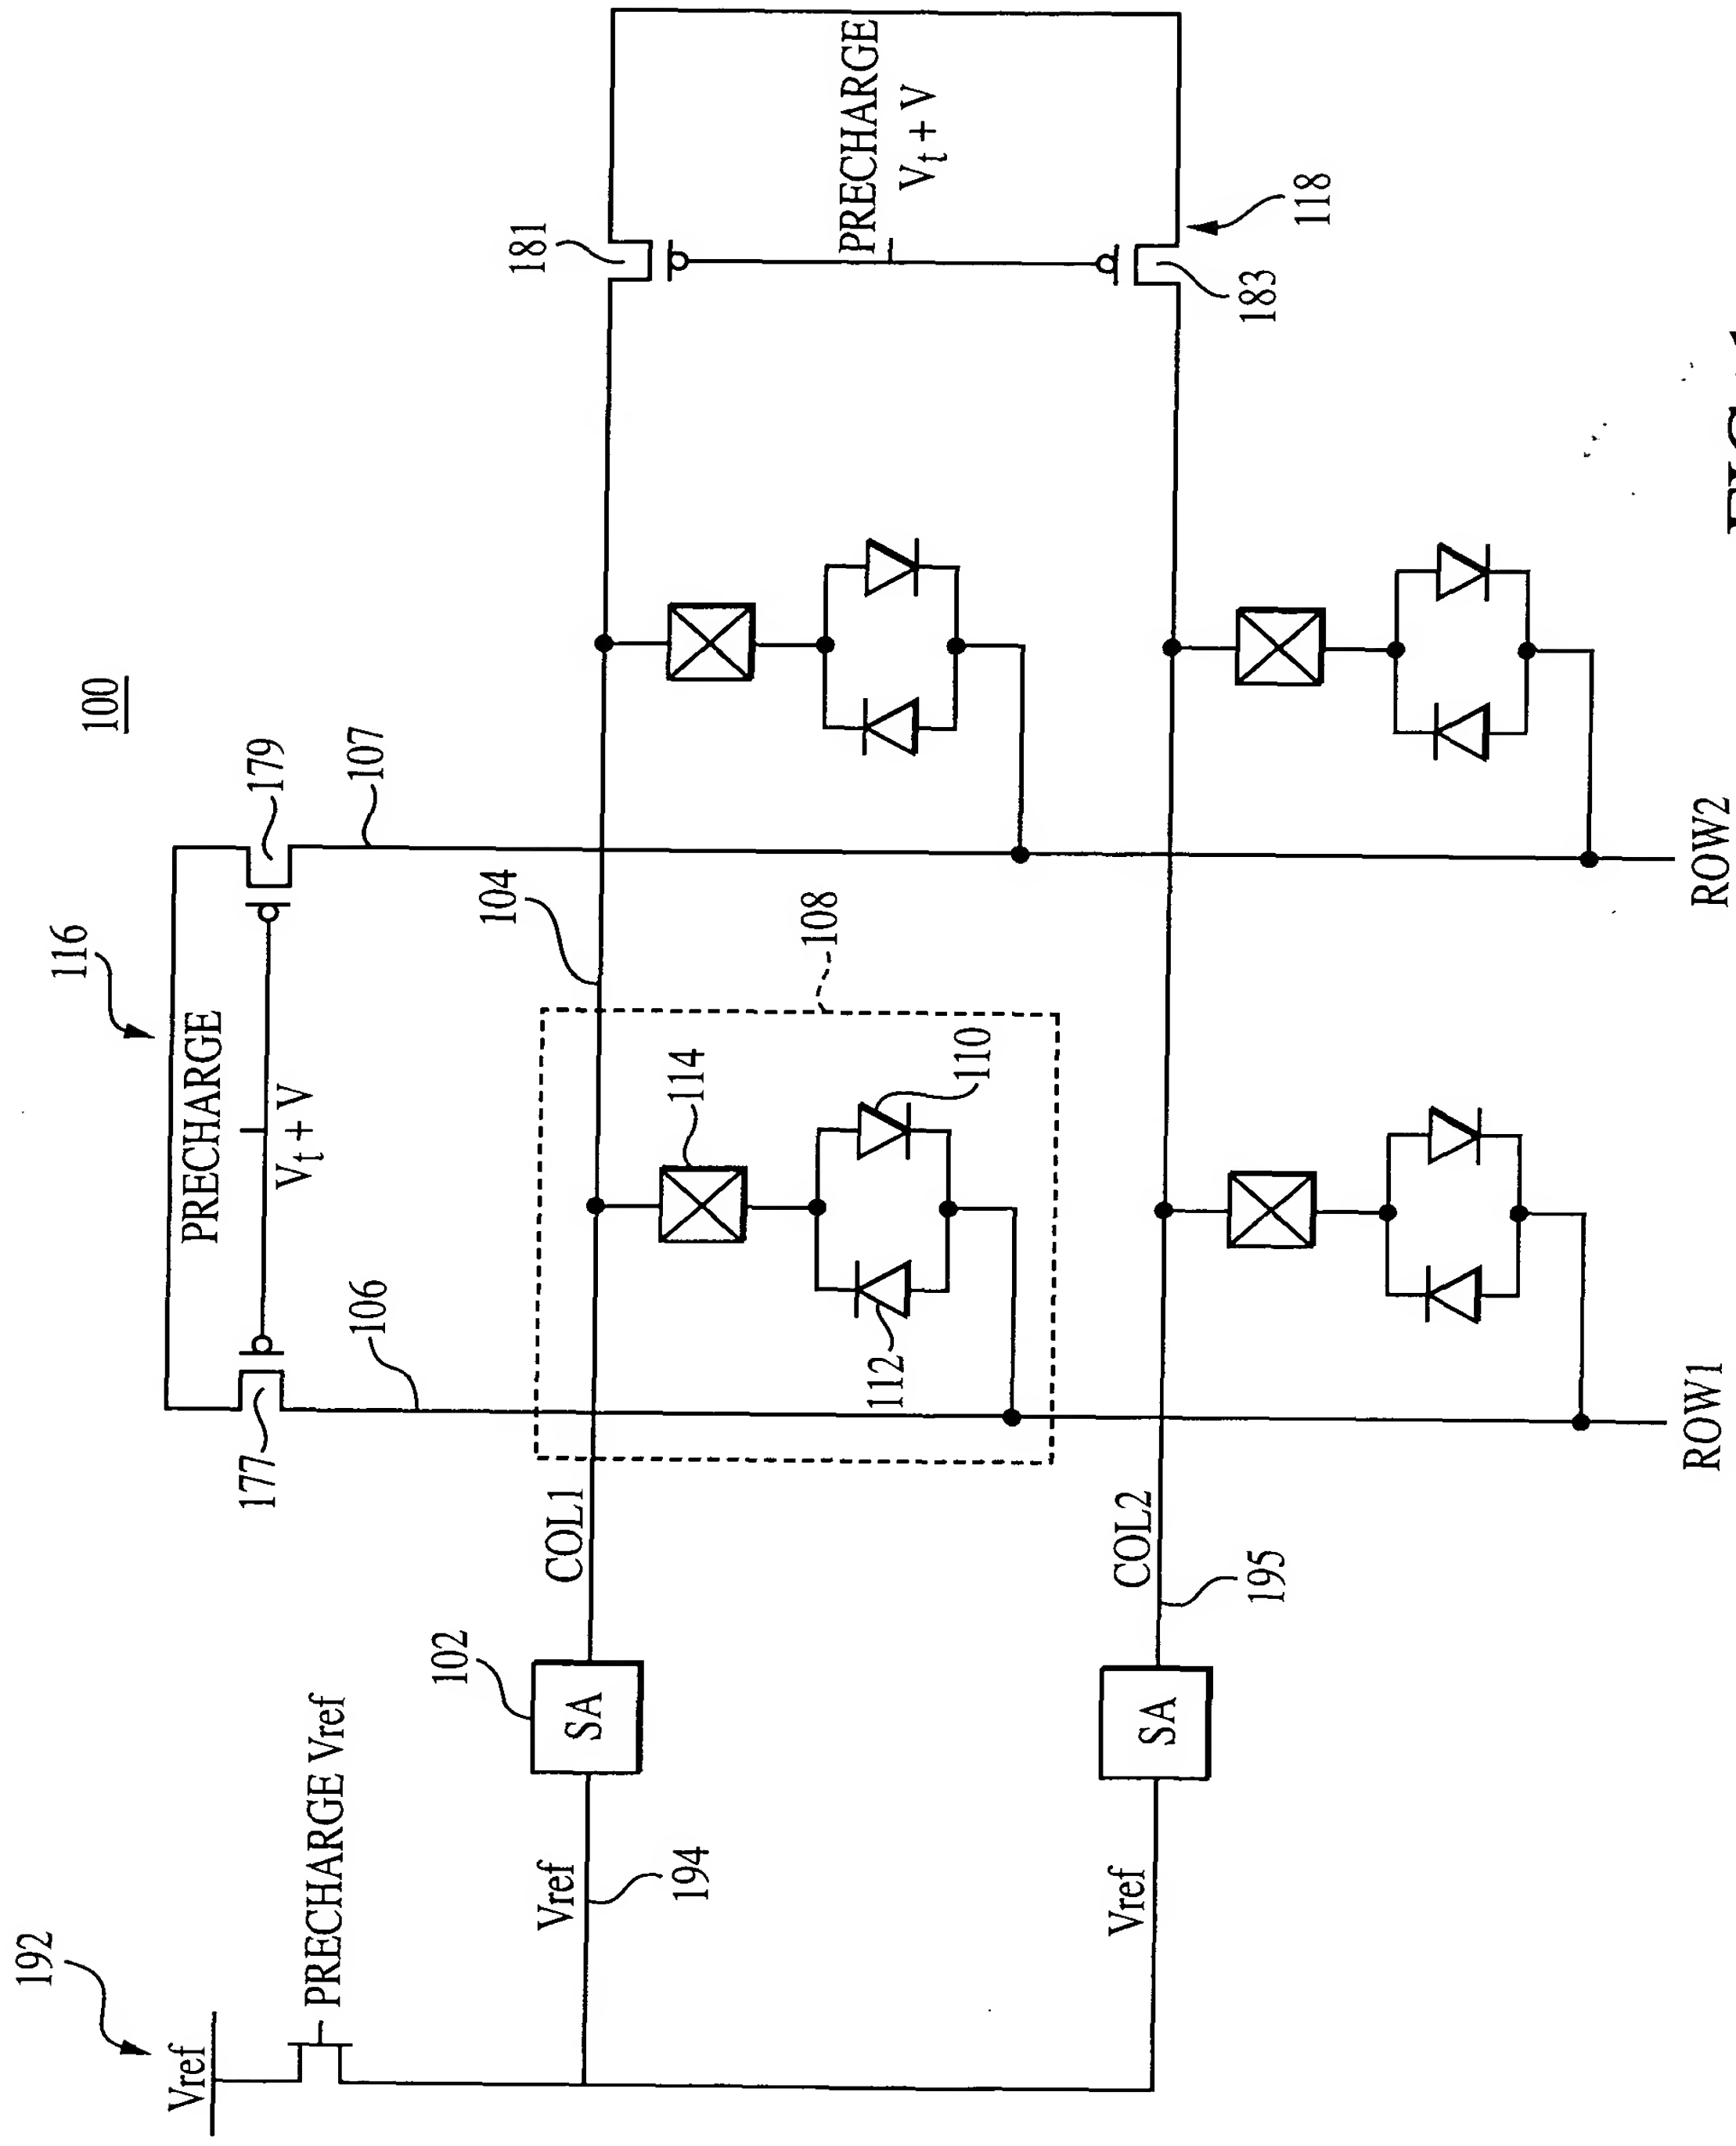 100
192
Vref
PRECHARGE Vref
116
PRECHARGE
Vt + V
177
179
106
107
102
SA
COL1
104
181
Vref
194
114
110
112
108
PRECHARGE
Vt + V
SA
COL2
195
Vref
183
118
ROW1
ROW2